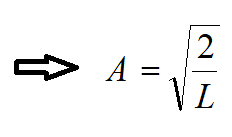 ⇒ A = √(2/L)